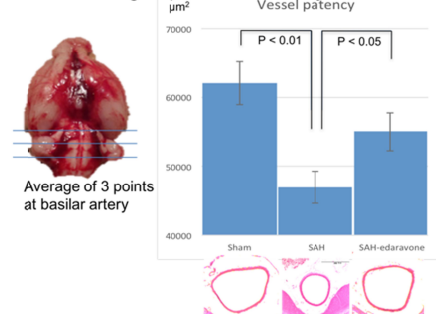 Vessel patency
μm²
70000
P < 0.01
P < 0.05
60000
50000
40000
Sham
SAH
SAH-edaravone
Average of 3 points
at basilar artery